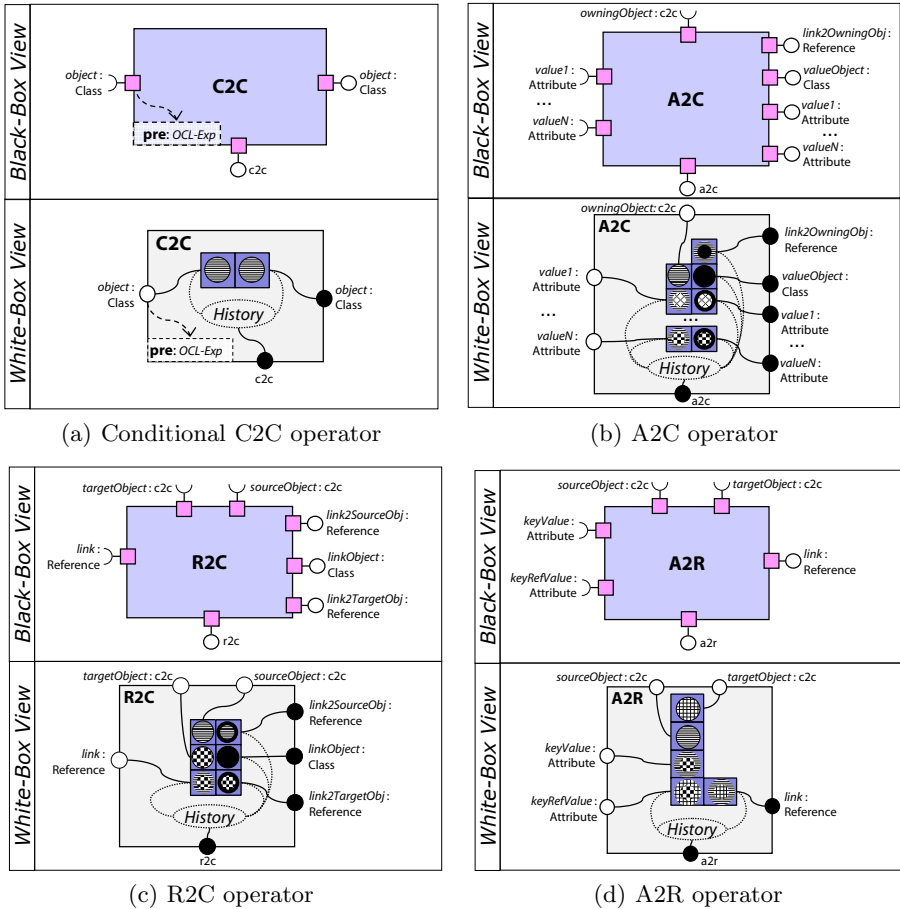 Black-Box View
object :
Class
C2C
object :
Class
pre: OCL-Exp
c2c
White-Box View
C2C
object :
Class
object :
Class
History
pre: OCL-Exp
c2c
(a) Conditional C2C operator
Black-Box View
owningObject : c2c
value1 :
Attribute
...
valueN :
Attribute
A2C
link2OwningObj :
Reference
valueObject :
Class
value1 :
Attribute
...
valueN :
Attribute
a2c
White-Box View
owningObject: c2c
A2C
value1 :
Attribute
...
valueN :
Attribute
...
History
link2OwningObj :
Reference
valueObject :
Class
value1 :
Attribute
...
valueN :
Attribute
a2c
(b) A2C operator
Black-Box View
targetObject : c2c
sourceObject : c2c
link :
Reference
R2C
link2SourceObj :
Reference
linkObject :
Class
link2TargetObj :
Reference
r2c
White-Box View
targetObject : c2c
sourceObject : c2c
R2C
link :
Reference
History
link2SourceObj :
Reference
linkObject :
Class
link2TargetObj :
Reference
r2c
(c) R2C operator
Black-Box View
sourceObject : c2c
targetObject : c2c
keyValue :
Attribute
keyRefValue :
Attribute
A2R
link :
Reference
a2r
White-Box View
sourceObject : c2c
targetObject : c2c
A2R
keyValue :
Attribute
keyRefValue :
Attribute
History
link :
Reference
a2r
(d) A2R operator